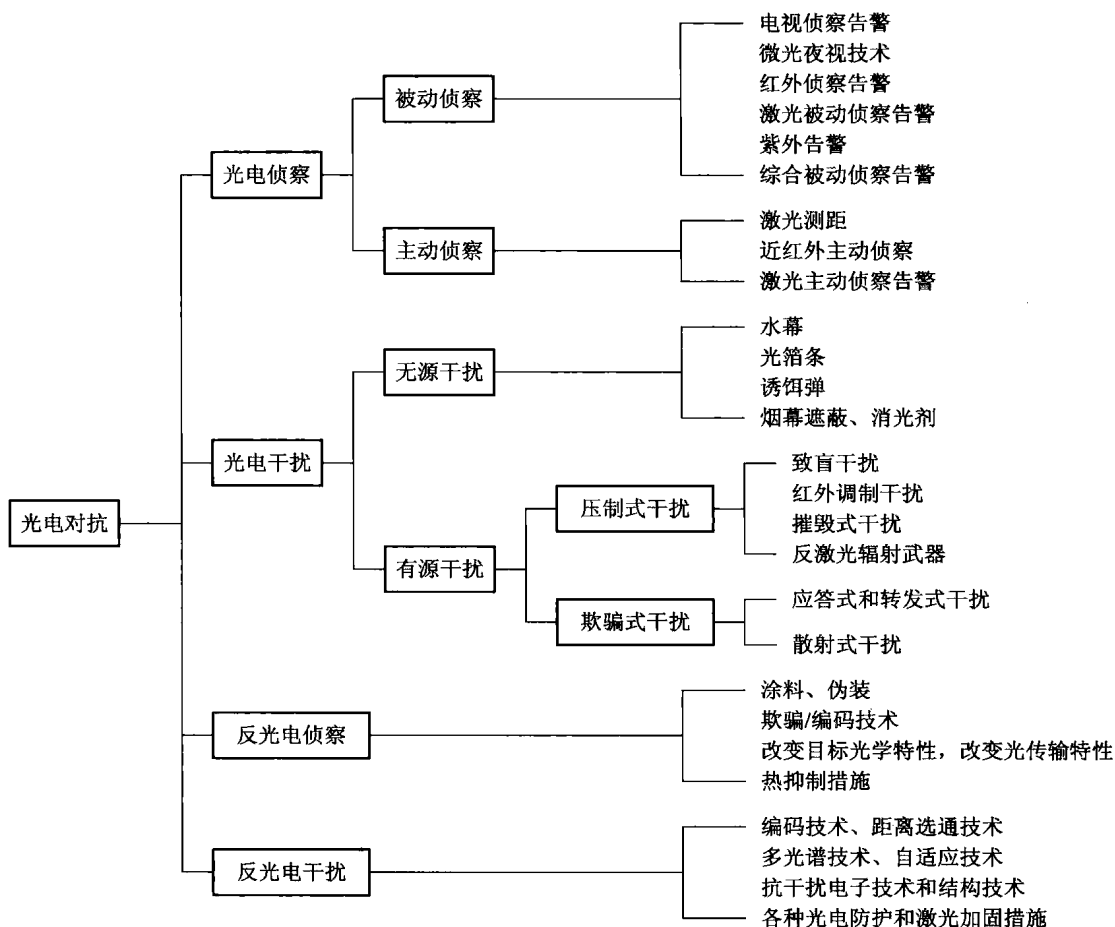 电视侦察告警
微光夜视技术
被动侦察
红外侦察告警
激光被动侦察告警
紫外告警
光电侦察
综合被动侦察告警
激光测距
主动侦察
近红外主动侦察
激光主动侦察告警
水幕
无源干扰
光箔条
诱饵弹
烟幕遮蔽、消光剂
光电干扰
致盲干扰
红外调制干扰
光电对抗
压制式干扰
摧毁式干扰
反激光辐射武器
有源干扰
应答式和转发式干扰
欺骗式干扰
散射式干扰
涂料、伪装
欺骗/编码技术
反光电侦察
改变目标光学特性，改变光传输特性
热抑制措施
编码技术、距离选通技术
多光谱技术、自适应技术
反光电干扰
抗干扰电子技术和结构技术
各种光电防护和激光加固措施